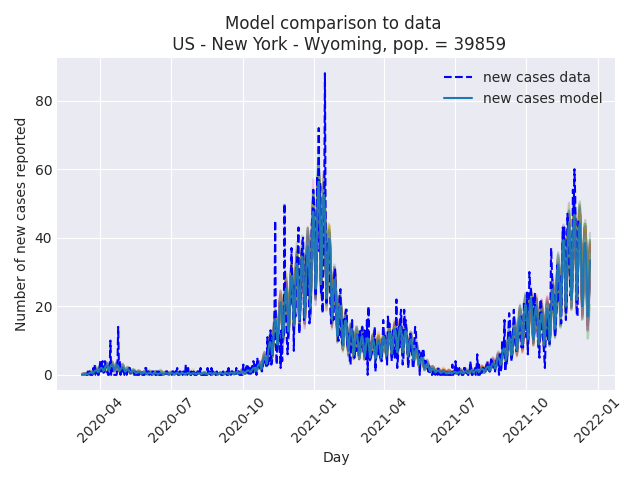 Model comparison to data
US - New York - Wyoming, pop. = 39859
new cases data
new cases model
Number of new cases reported
80
60
40
20
0
2020-04
2020-07
2020-10
2021-01
2021-04
2021-07
2021-10
2022-01
Day